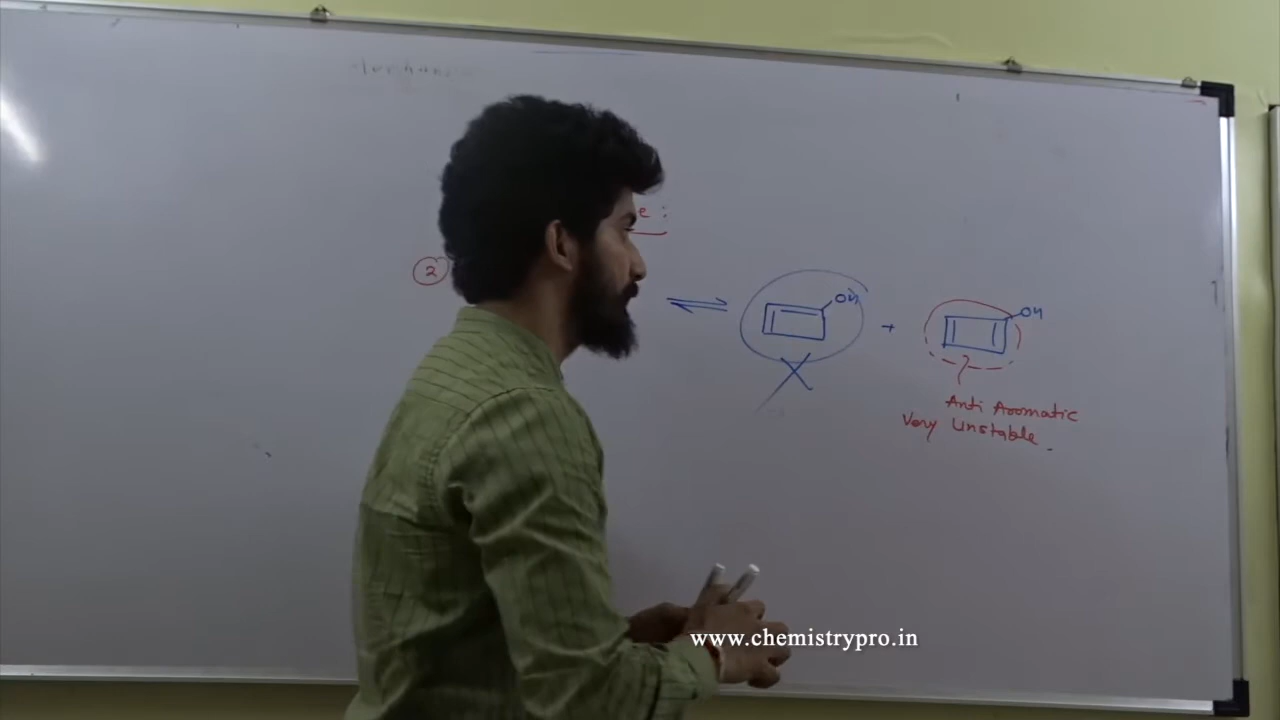 e :
2
OH
+
OH
Anti Aromatic
Very Unstable.
www.chemistrypro.in